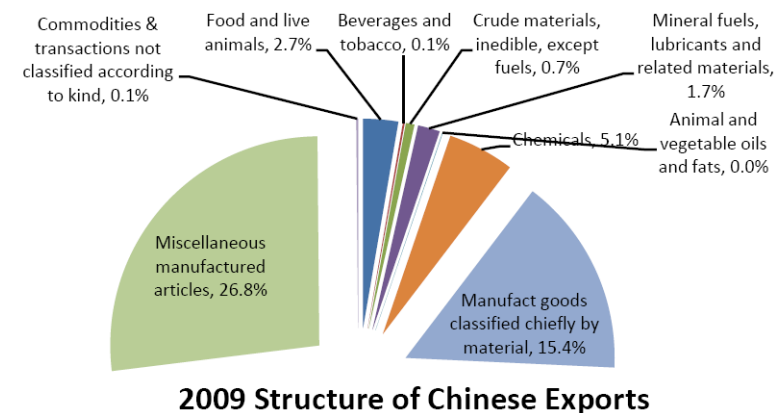 Commodities &
transactions not
classified according
to kind, 0.1%
Food and live
animals, 2.7%
Beverages and
tobacco, 0.1%
Crude materials,
inedible, except
fuels, 0.7%
Mineral fuels,
lubricants and
related materials,
1.7%
Animal and
vegetable oils
and fats, 0.0%
Chemicals, 5.1%
Miscellaneous
manufactured
articles, 26.8%
Manufact goods
classified chiefly by
material, 15.4%
2009 Structure of Chinese Exports